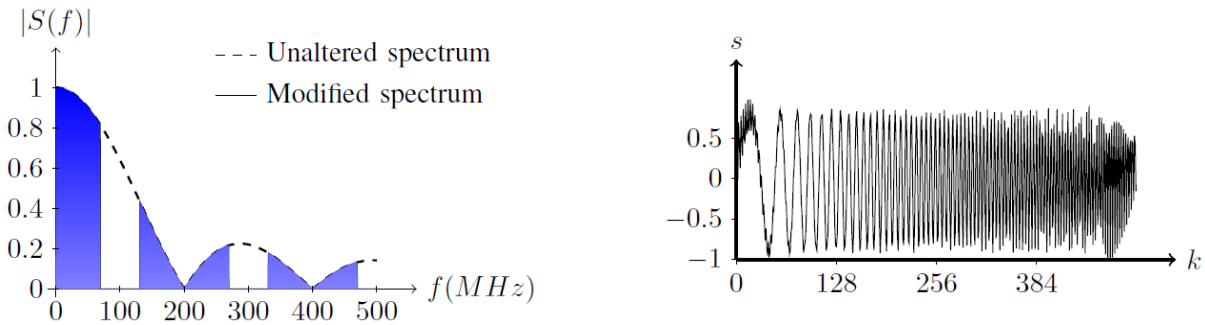 |S(f)|
- - - Unaltered spectrum
— Modified spectrum
1
0.8
0.6
0.4
0.2
0
0 100 200 300 400 500
f(MHz)
s
0.5
0
−0.5
−1
0 128 256 384
k